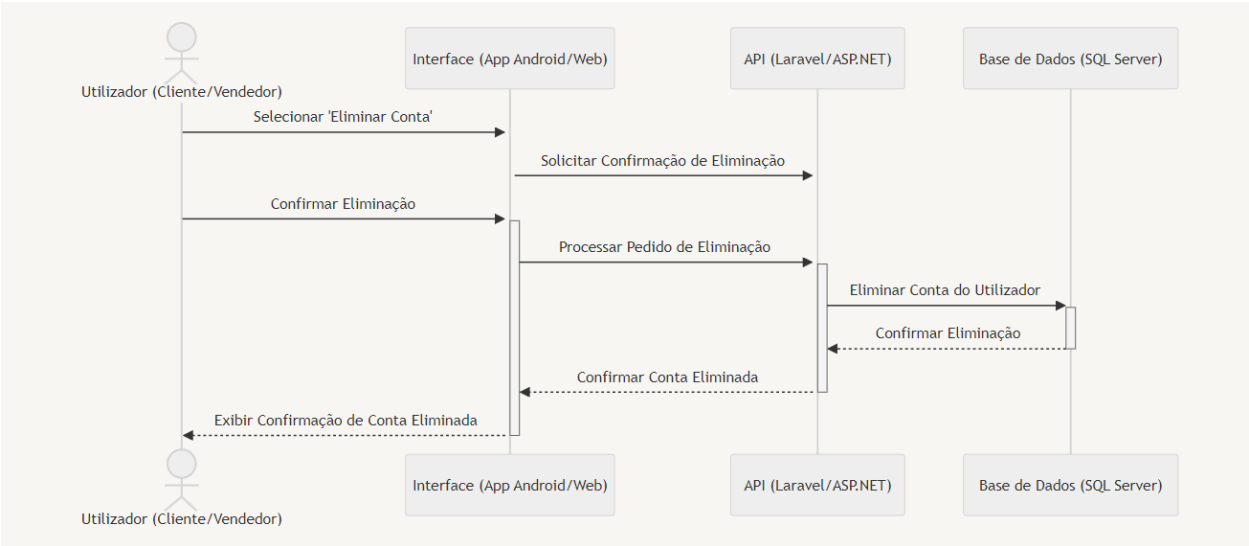 Utilizador (Cliente/Vendedor)
Interface (App Android/Web)
API (Laravel/ASP.NET)
Base de Dados (SQL Server)
Selecionar 'Eliminar Conta'
Solicitar Confirmação de Eliminação
Confirmar Eliminação
Processar Pedido de Eliminação
Eliminar Conta do Utilizador
Confirmar Eliminação
Confirmar Conta Eliminada
Exibir Confirmação de Conta Eliminada
Utilizador (Cliente/Vendedor)
Interface (App Android/Web)
API (Laravel/ASP.NET)
Base de Dados (SQL Server)